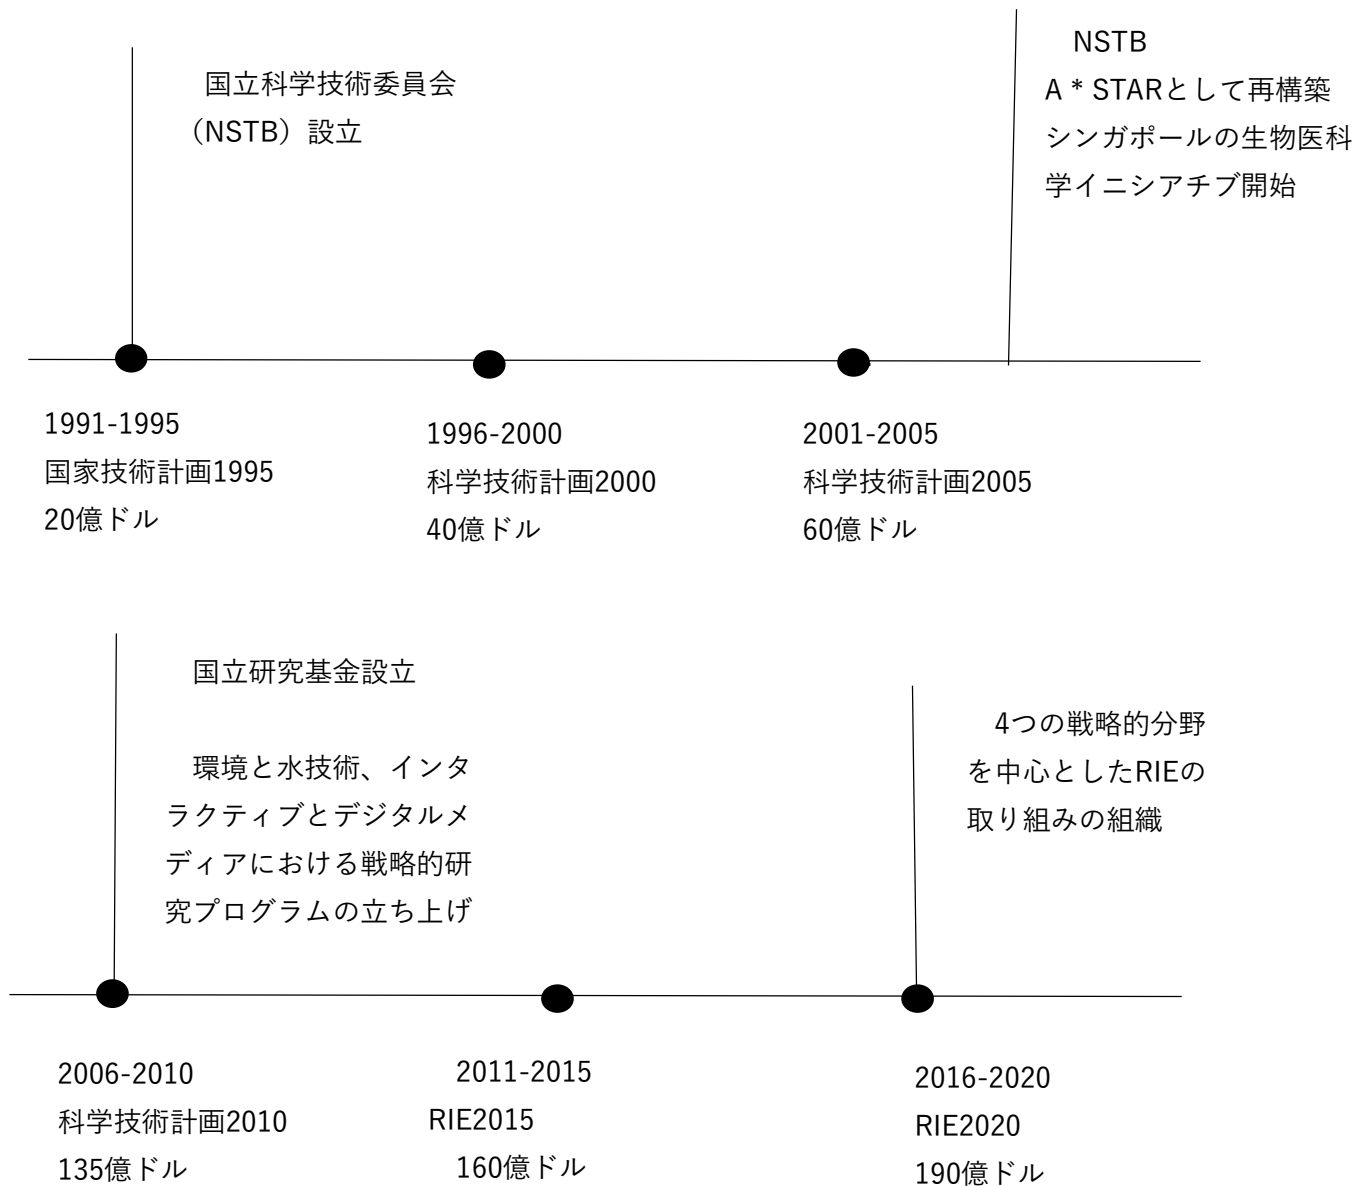 国立科学技術委員会
（NSTB）設立
NSTB
A * STARとして再構築
シンガポールの生物医科
学イニシアチブ開始
1991-1995
国家技術計画1995
20億ドル
1996-2000
科学技術計画2000
40億ドル
2001-2005
科学技術計画2005
60億ドル
国立研究基金設立
環境と水技術、インタ
ラクティブとデジタルメ
ディアにおける戦略的研
究プログラムの立ち上げ
4つの戦略的分野
を中心としたRIEの
取り組みの組織
2006-2010
科学技術計画2010
135億ドル
2011-2015
RIE2015
160億ドル
2016-2020
RIE2020
190億ドル